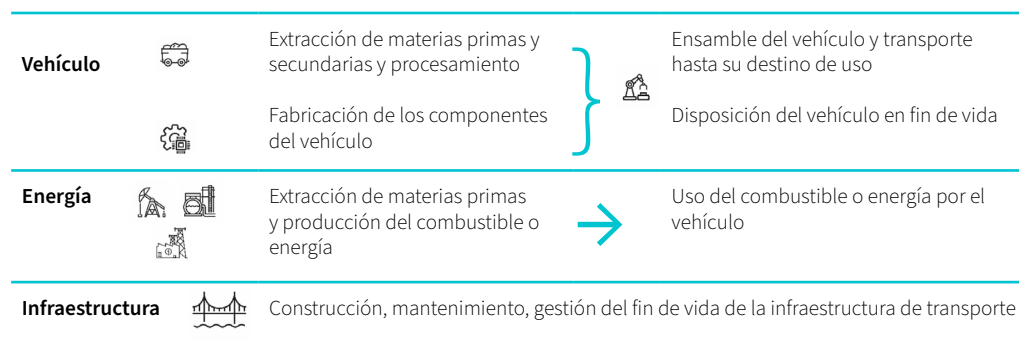 Vehículo
Extracción de materias primas y
secundarias y procesamiento
Fabricación de los componentes
del vehículo
Ensamble del vehículo y transporte
hasta su destino de uso
Disposición del vehículo en fin de vida
Energía
Extracción de materias primas
y producción del combustible o
energía
Uso del combustible o energía por el
vehículo
Infraestructura
Construcción, mantenimiento, gestión del fin de vida de la infraestructura de transporte